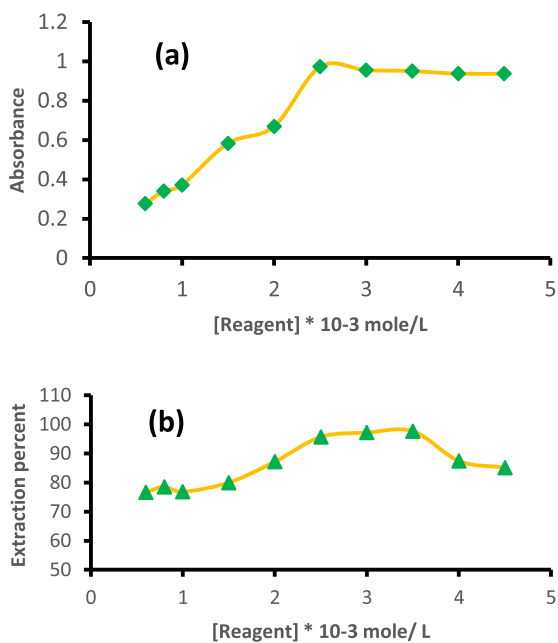 (a)
Absorbance
1.2
1
0.8
0.6
0.4
0.2
0
0 1 2 3 4 5
[Reagent] * 10-3 mole/L
(b)
Extraction percent
110
100
90
80
70
60
50
0 1 2 3 4 5
[Reagent] * 10-3 mole/ L